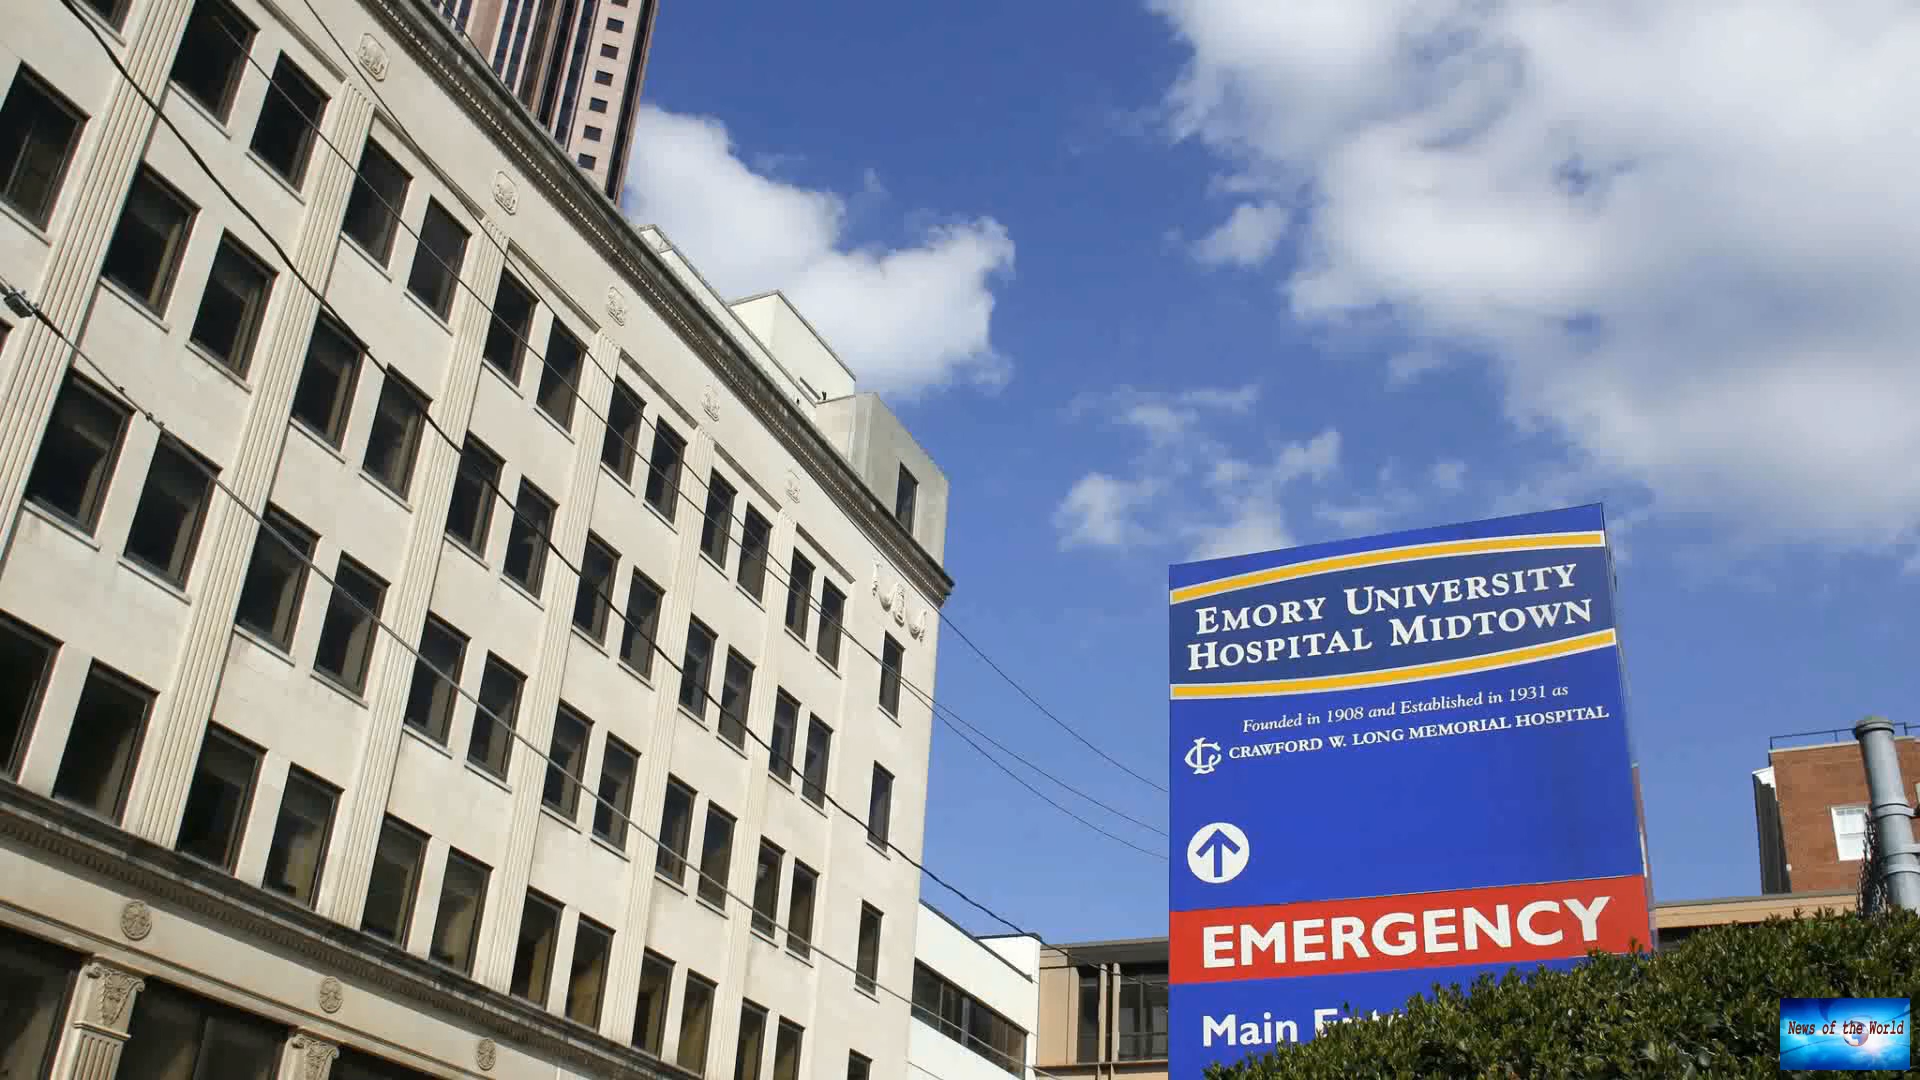 EMORY UNIVERSITY
HOSPITAL MIDTOWN
Founded in 1908 and Established in 1931 as
CRAWFORD W. LONG MEMORIAL HOSPITAL
EMERGENCY
Main
News of the World